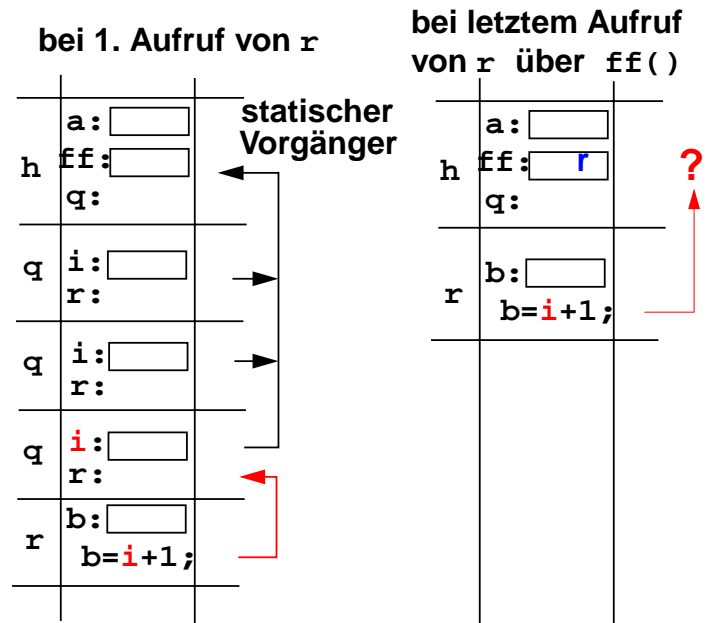 bei 1. Aufruf von r
statischer
Vorgänger
h
a:
ff:
q:
q
i:
r:
q
i:
r:
q
i:
r:
r
b:
b=i+1;
bei letztem Aufruf
von r über ff()
h
a:
ff: r
q:
?
r
b:
b=i+1;